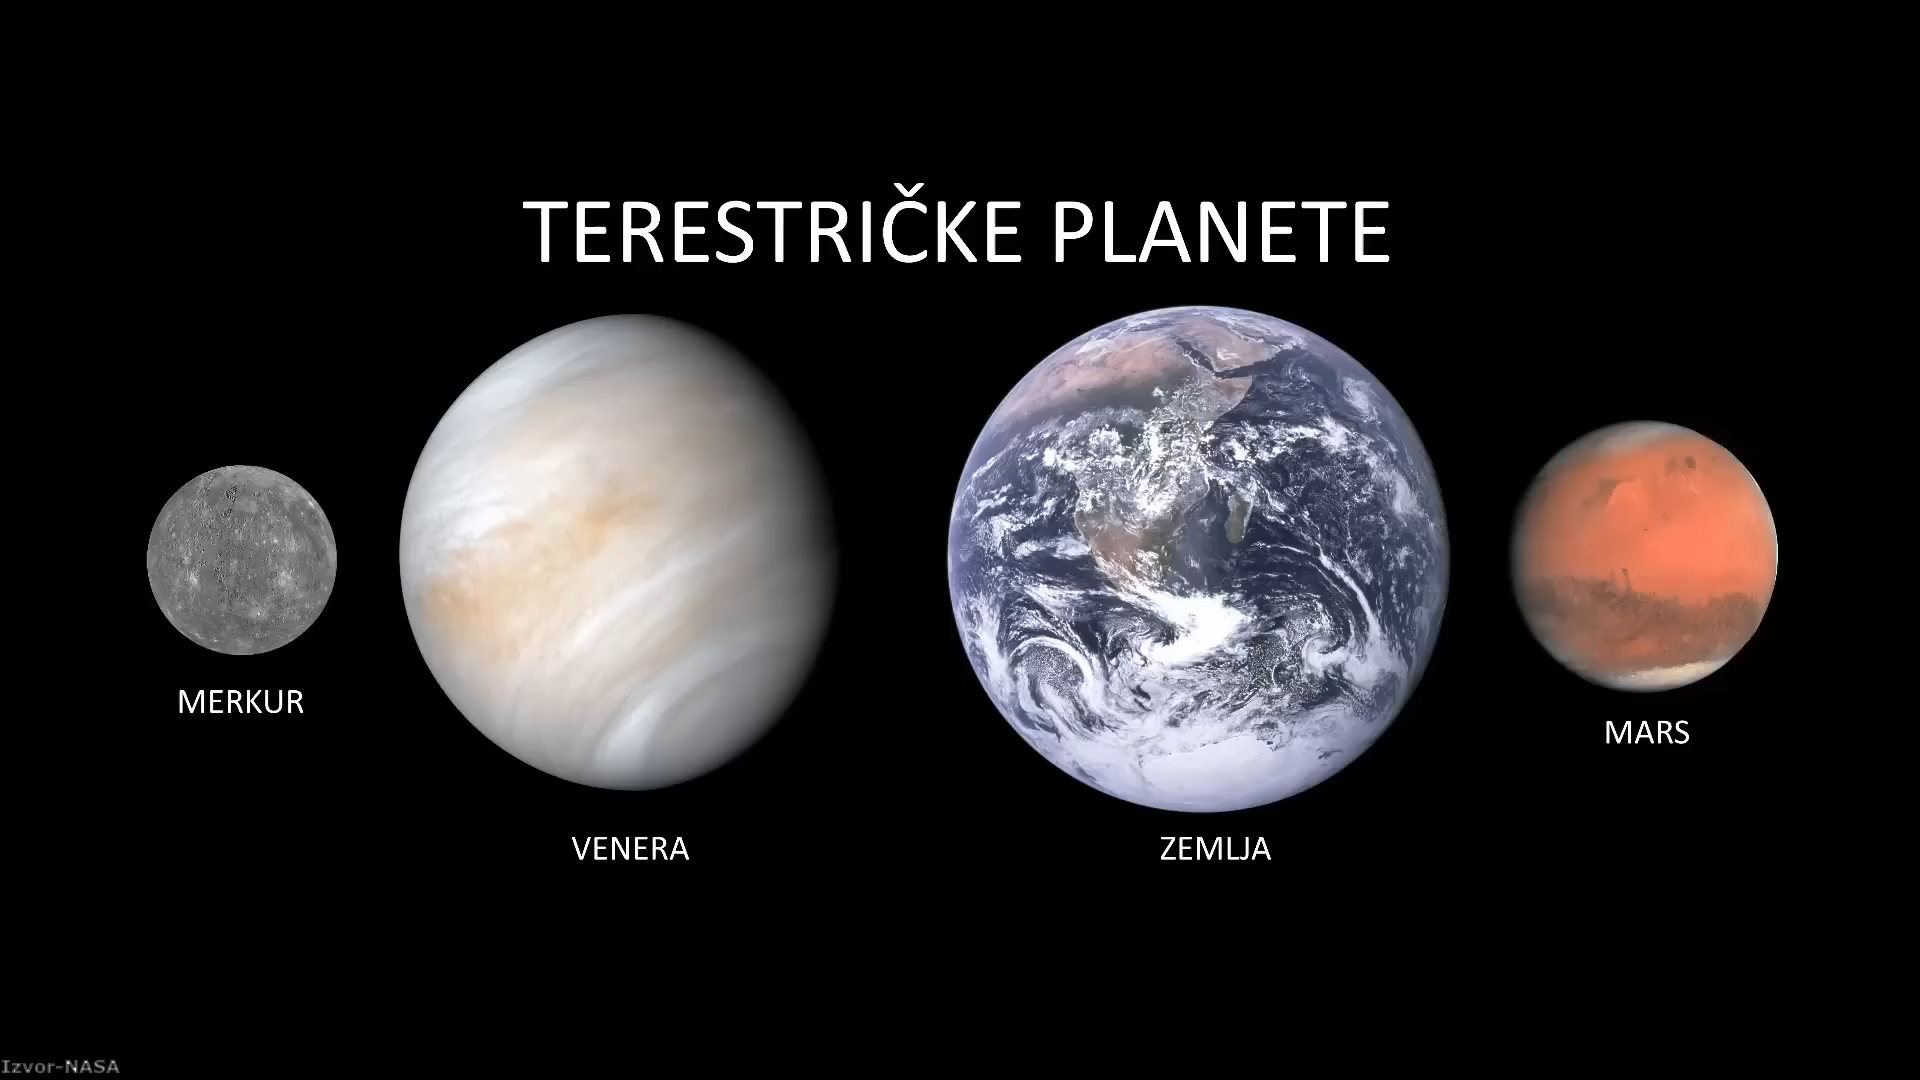 TERESTRIČKE PLANETE
MERKUR
VENERA
ZEMLJA
MARS
Izvor-NASA